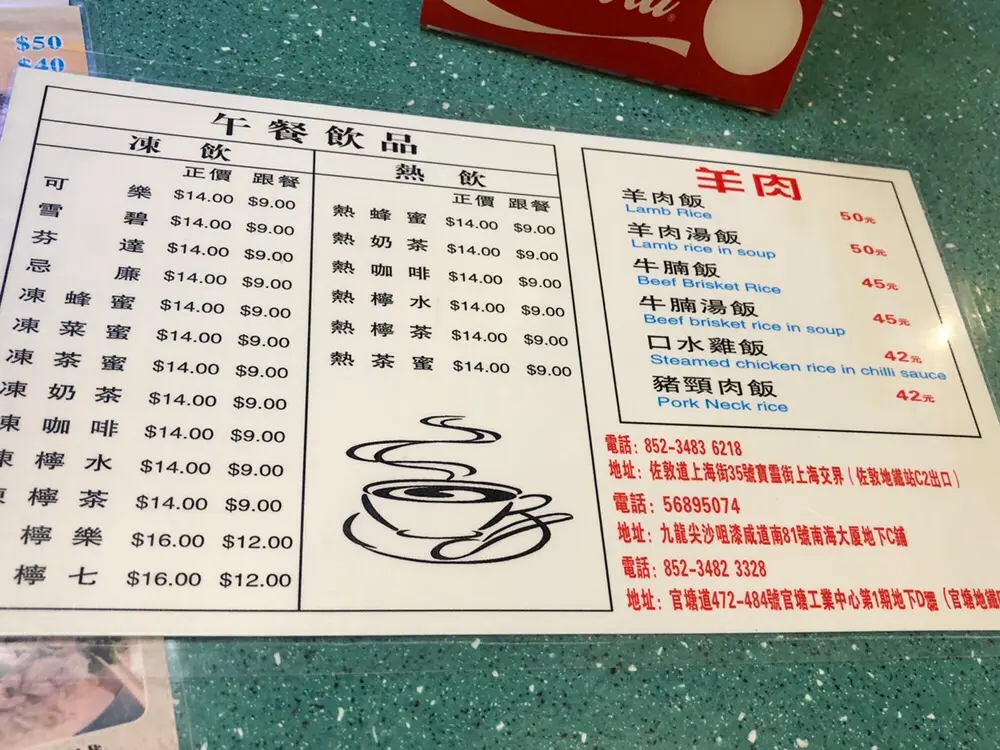 $50
$40
午餐飲品
凍飲
正價 跟餐
可樂 $14.00 $9.00
雪碧 $14.00 $9.00
芬達 $14.00 $9.00
忌廉 $14.00 $9.00
凍蜂蜜 $14.00 $9.00
凍菜蜜 $14.00 $9.00
凍茶蜜 $14.00 $9.00
凍奶茶 $14.00 $9.00
凍咖啡 $14.00 $9.00
凍檸水 $14.00 $9.00
檸茶 $14.00 $9.00
檸樂 $16.00 $12.00
檸七 $16.00 $12.00
熱飲
正價 跟餐
熱蜂蜜 $14.00 $9.00
熱奶茶 $14.00 $9.00
熱咖啡 $14.00 $9.00
熱檸水 $14.00 $9.00
熱檸茶 $14.00 $9.00
熱茶蜜 $14.00 $9.00
羊肉
羊肉飯 50元
Lamb Rice
羊肉湯飯 50元
Lamb rice in soup
牛腩飯 45元
Beef Brisket Rice
牛腩湯飯 45元
Beef brisket rice in soup
口水雞飯 42元
Steamed chicken rice in chilli sauce
豬頸肉飯 42元
Pork Neck rice
電話：852-3483 6218
地址：佐敦道上海街35號寶靈街上海交界（佐敦地鐵站C2出口）
電話：56895074
地址：九龍尖沙咀漆咸道南81號南海大廈地下C鋪
電話：852-3482 3328
地址：官塘道472-484號官塘工業中心第1期地下D鋪（官塘地鐵